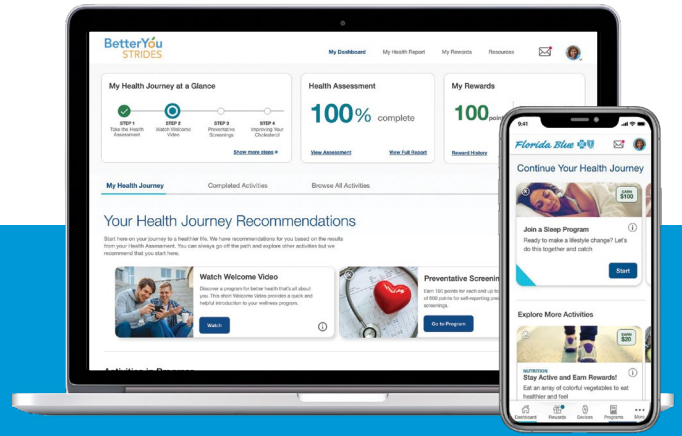 BetterYou
STRIDES
My Dashboard
My Health Report
My Rewards
Resources
My Health Journey at a Glance
STEP 1
Take the Health
Assessment
STEP 2
Watch Welcome
Video
STEP 3
Preventative
Screenings
STEP 4
Improving Your
Cholesterol
Show more steps
Health Assessment
100% complete
View Assessment
View Full Report
My Rewards
100 point
Reward History
My Health Journey
Completed Activities
Browse All Activities
Your Health Journey Recommendations
Start here on your journey to a healthier life. We have recommendations for you based on the results
from your Health Assessment. You can always go off the path and explore other activities but we
recommend that you start here.
Watch Welcome Video
Discover a program for better health that's all about
you. This short Welcome Video provides a quick and
helpful introduction to your wellness program.
Watch
Preventative Screenin
Earn 100 points for each and up to
of 600 points for self-reporting prev
screenings.
Go to Program
Activities in Progress
9:41
Florida Blue
Continue Your Health Journey
EARN
$100
Join a Sleep Program
Ready to make a lifestyle change? Let's
do this together and catch
Start
Explore More Activities
EARN
$20
NUTRITION
Stay Active and Earn Rewards!
Eat an array of colorful vegetables to eat
healthier and feel
Dashboard
Rewards
Devices
Programs
More